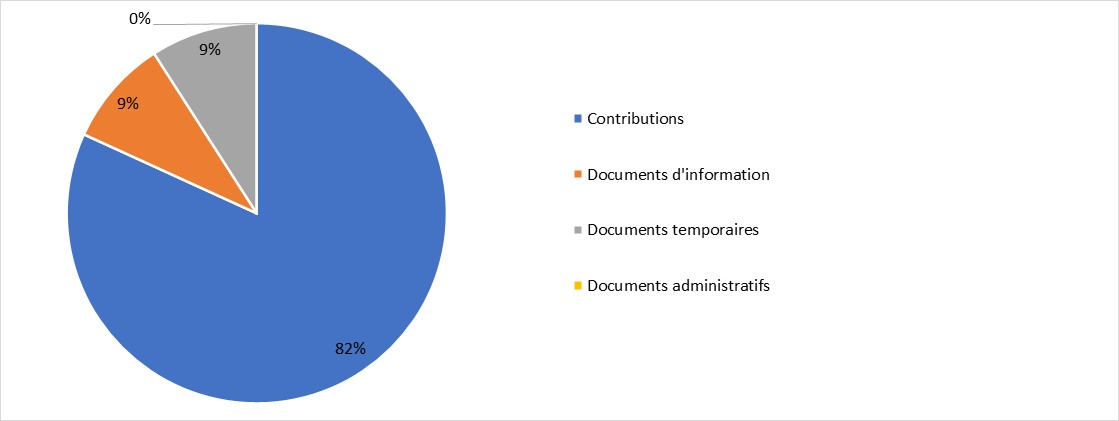 0%
9%
9%
82%
Contributions
Documents d'information
Documents temporaires
Documents administratifs